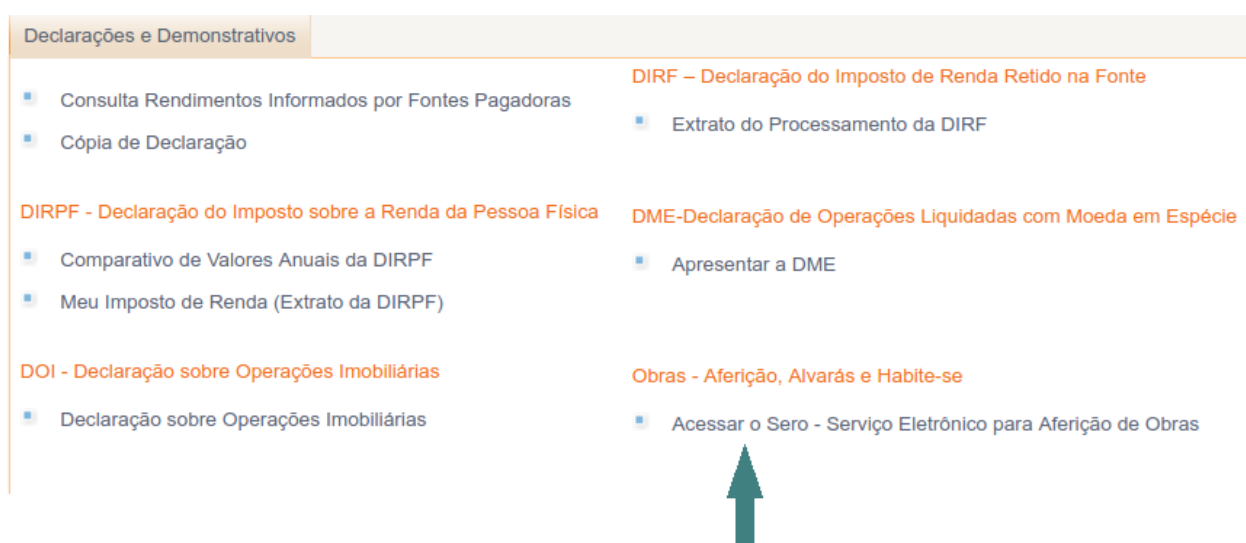 Declarações e Demonstrativos
Consulta Rendimentos Informados por Fontes Pagadoras
Cópia de Declaração
DIRPF - Declaração do Imposto sobre a Renda da Pessoa Física
Comparativo de Valores Anuais da DIRPF
Meu Imposto de Renda (Extrato da DIRPF)
DOI - Declaração sobre Operações Imobiliárias
Declaração sobre Operações Imobiliárias
DIRF – Declaração do Imposto de Renda Retido na Fonte
Extrato do Processamento da DIRF
DME-Declaração de Operações Liquidadas com Moeda em Espécie
Apresentar a DME
Obras - Aferição, Alvarás e Habite-se
Acessar o Sero - Serviço Eletrônico para Aferição de Obras